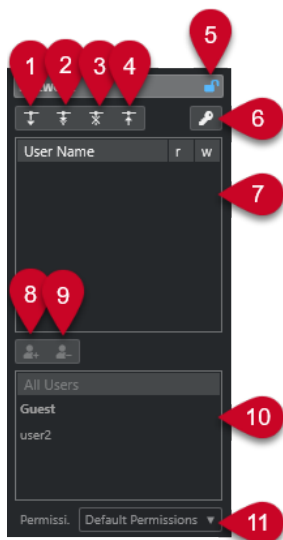 1 2 3 4 5
6
User Name r w
7
8 9
All Users
Guest
10
user2
Permissi. Default Permissions
11